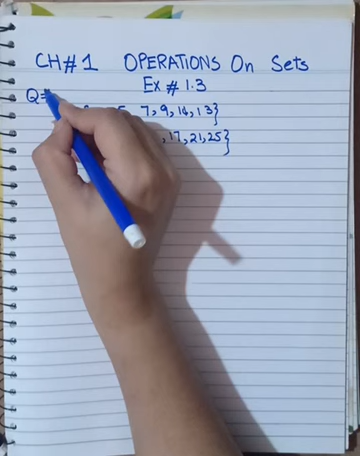 CH#1 OPERATIONS On Sets
Ex # 1.3
Q#
7, 9, 11, 13}
, 17, 21, 25}